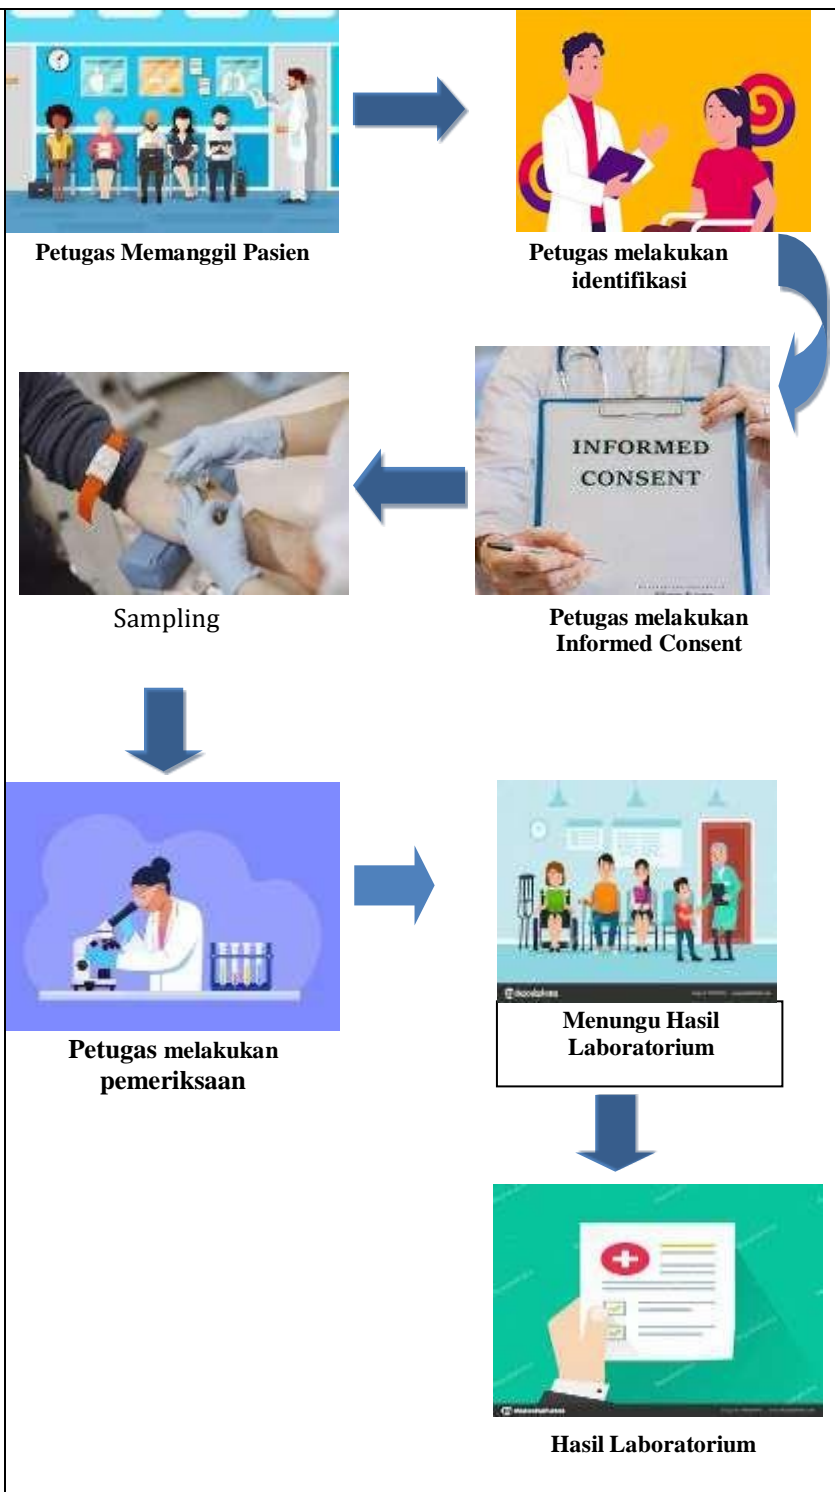 Petugas Memanggil Pasien
Petugas melakukan
identifikasi
INFORMED
CONSENT
Petugas melakukan
Informed Consent
Sampling
Petugas melakukan
pemeriksaan
Menungu Hasil
Laboratorium
Hasil Laboratorium